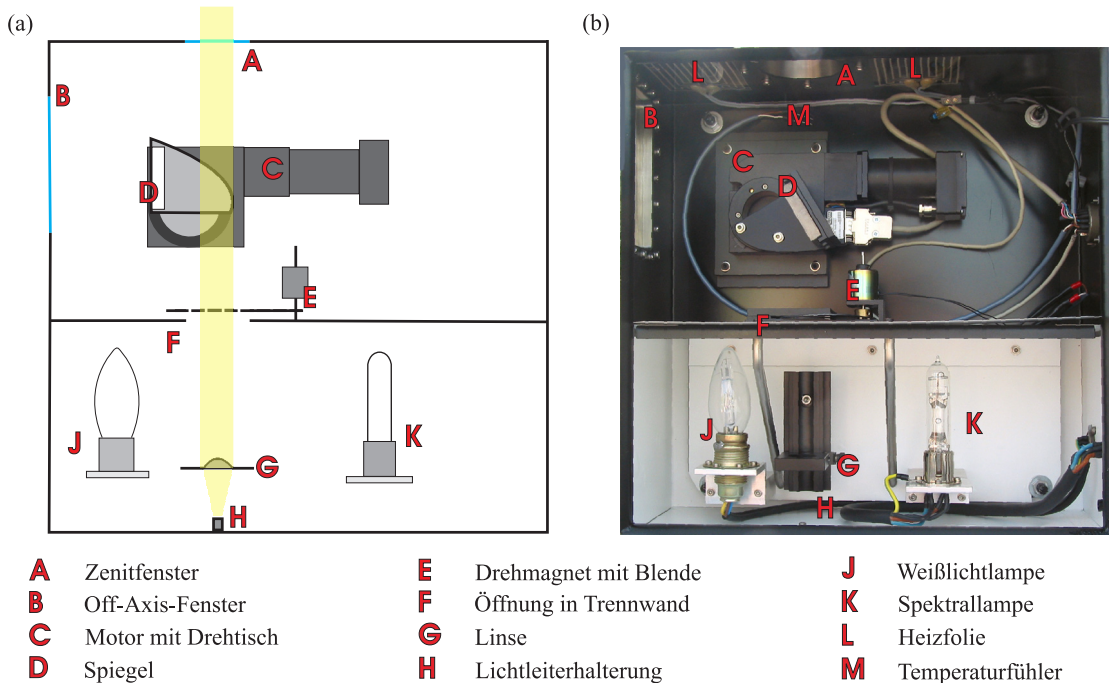 (a)
(b)
A
B
C
D
E
F
J
K
G
H
L
A
L
B
M
C
D
E
F
J
K
G
H
A Zenitfenster
B Off-Axis-Fenster
C Motor mit Drehtisch
D Spiegel
E Drehmagnet mit Blende
F Öffnung in Trennwand
G Linse
H Lichtleiterhalterung
J Weißlichtlampe
K Spektrallampe
L Heizfolie
M Temperaturfühler